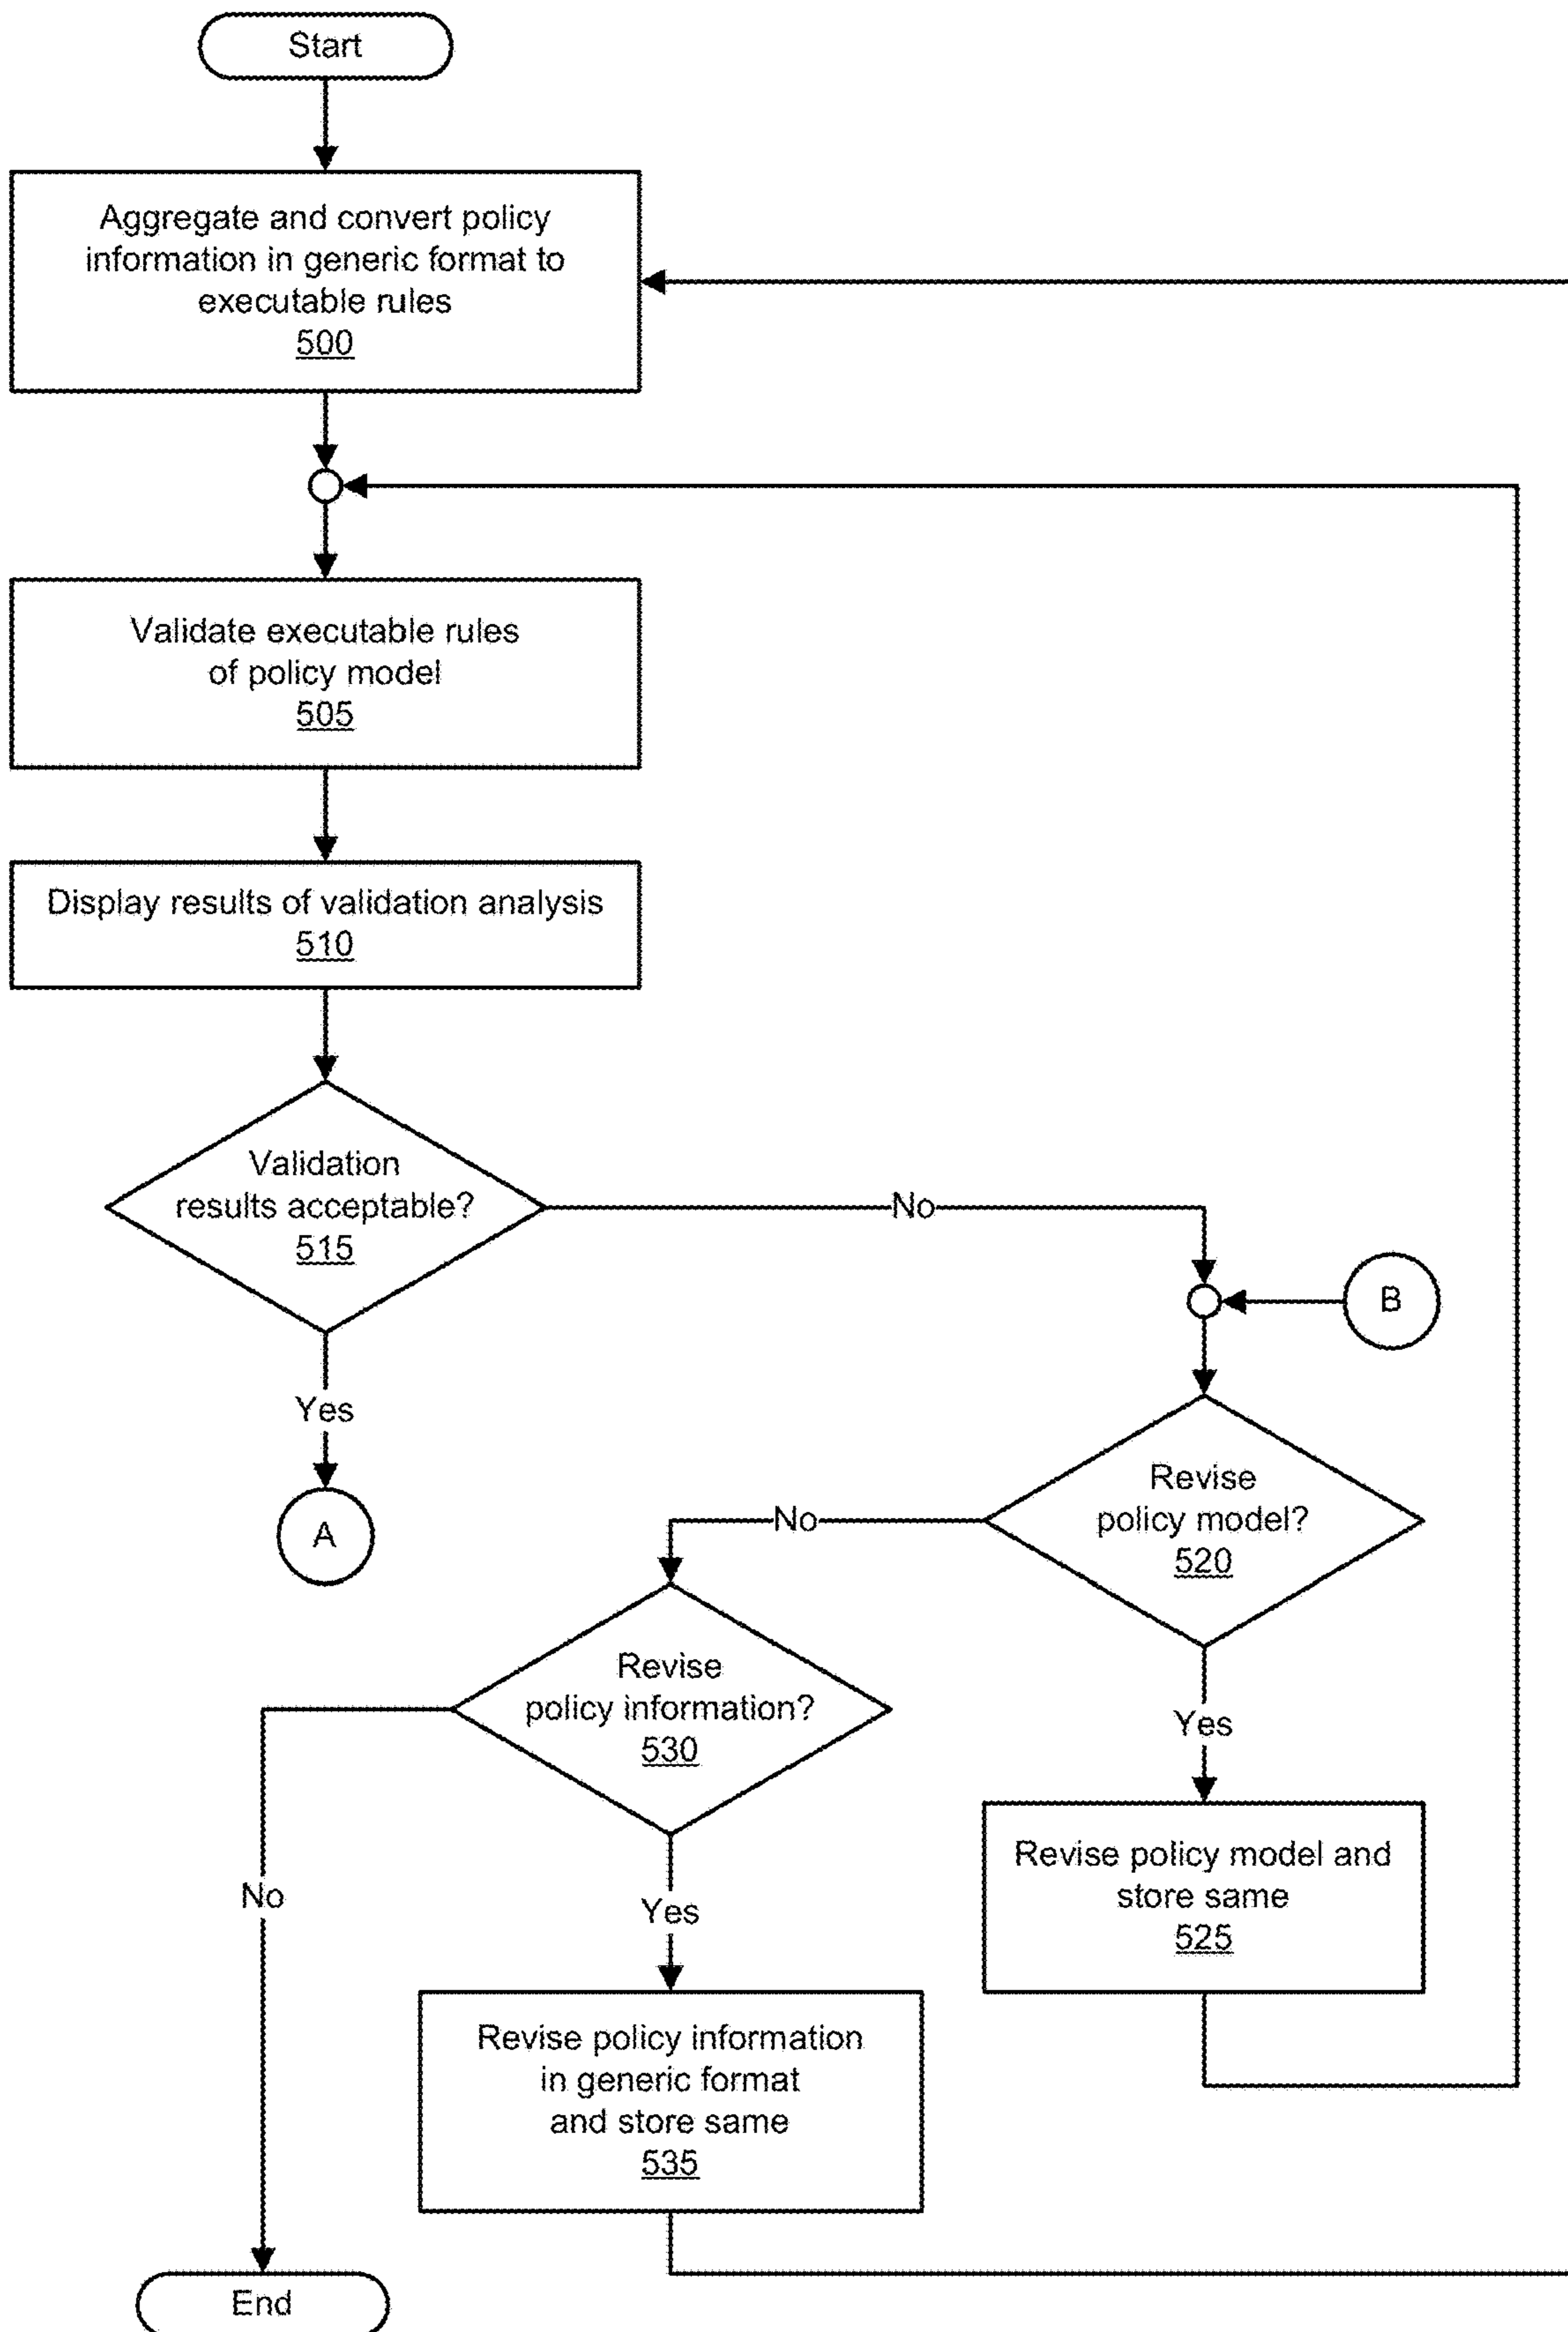 Start
Aggregate and convert policy
information in generic format to
executable rules
500
Validate executable rules
of policy model
505
Display results of validation analysis
510
Validation
results acceptable?
515
No
B
Yes
A
Revise
policy model?
520
No
Revise
policy information?
530
Yes
Revise policy model and
store same
525
No
Yes
Revise policy information
in generic format
and store same
535
End